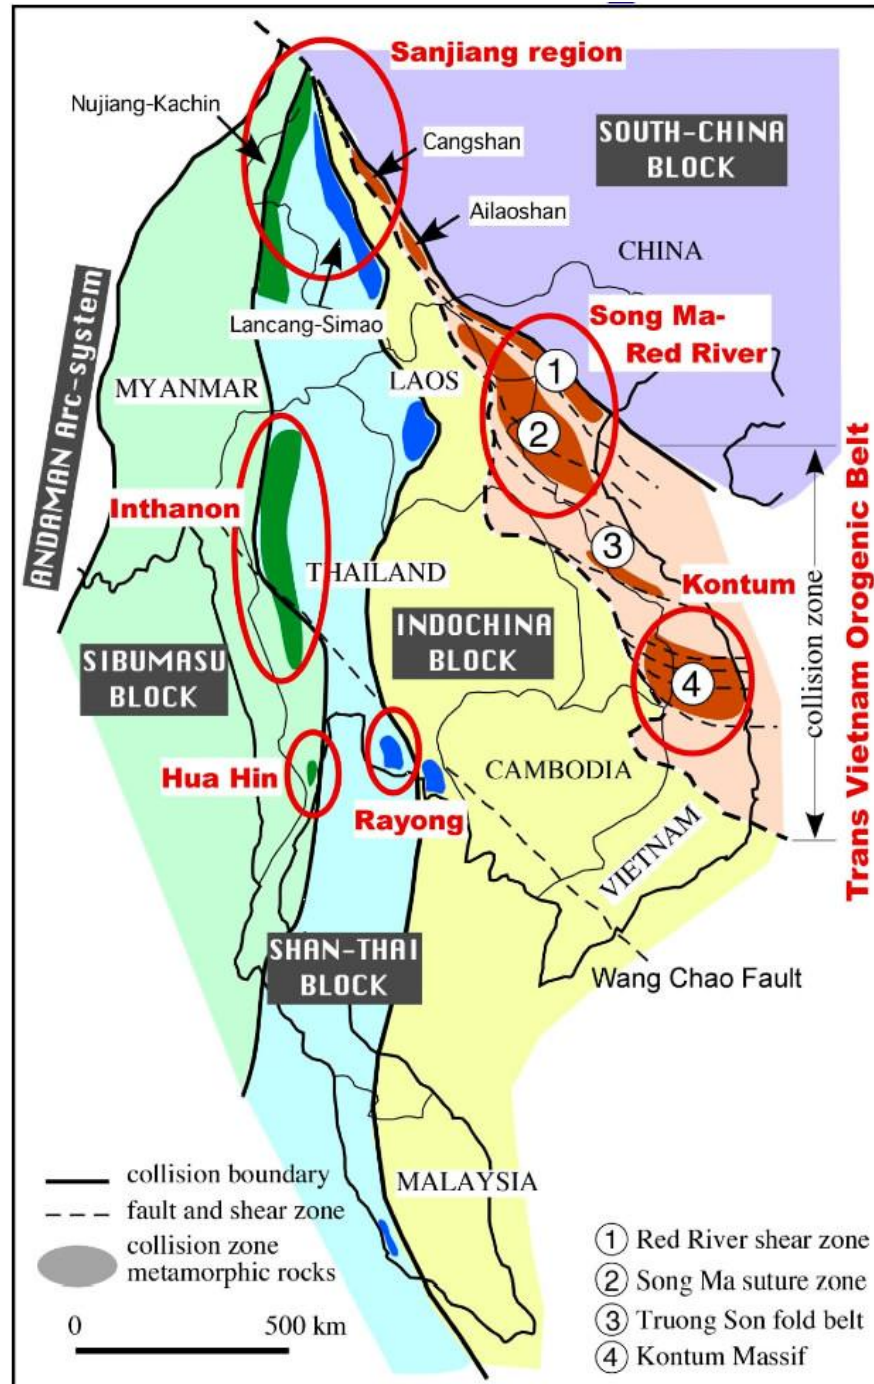 Sanjiang region
Nujiang-Kachin
SOUTH-CHINA
BLOCK
Cangshan
Ailaoshan
CHINA
Lancang-Simao
Song Ma-
Red River
ANDAMAN Arc-system
MYANMAR
LAOS
1
2
Inthanon
THAILAND
3
Kontum
INDOCHINA
BLOCK
SIBUMASU
BLOCK
4
collision zone
Trans Vietnam Orogenic Belt
Hua Hin
Rayong
CAMBODIA
VIETNAM
SHAN-THAI
BLOCK
Wang Chao Fault
MALAYSIA
collision boundary
fault and shear zone
collision zone
metamorphic rocks
0 500 km
1 Red River shear zone
2 Song Ma suture zone
3 Truong Son fold belt
4 Kontum Massif